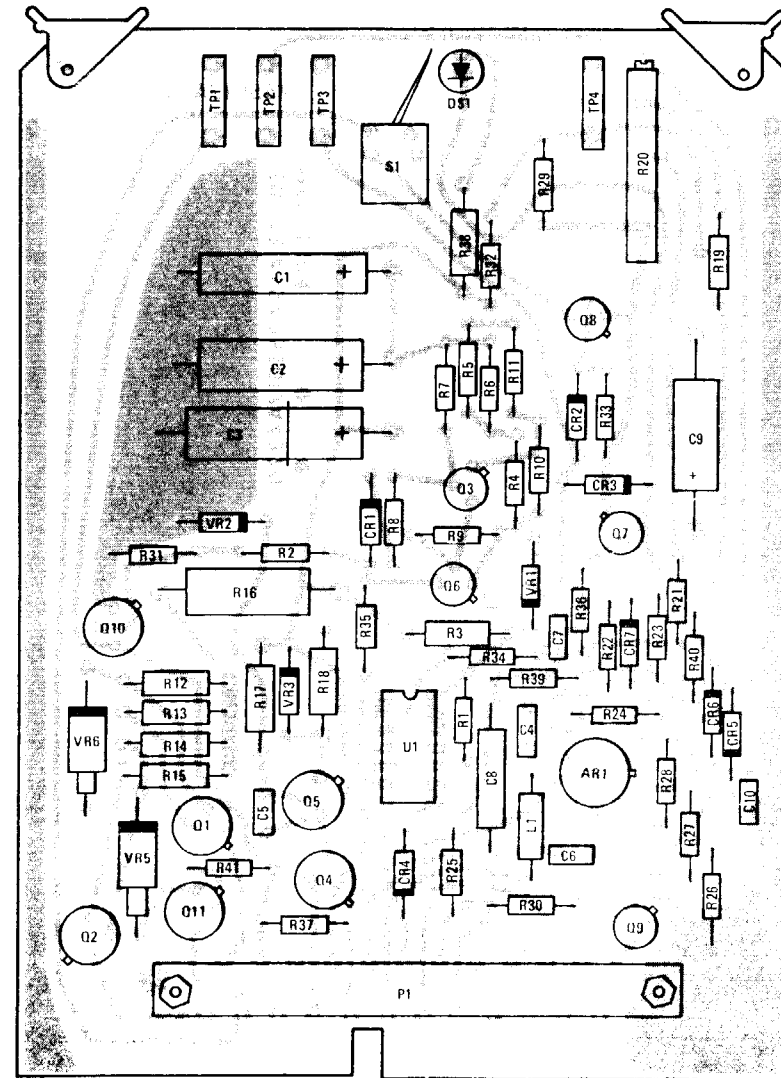 TP1
TP2
TP3
DS1
TP4
R20
S1
R29
R38
R32
R19
C1
+
Q8
C2
+
R7
R5
R6
R11
CR2
R33
C9
+
C3
+
Q3
R4
R10
CR3
VR2
CR1
R8
R9
Q7
R31
R2
R16
Q6
VR1
R36
R21
Q10
R35
R3
C7
R22
CR7
R23
R40
R34
R12
R17
VR3
R18
R39
R13
R1
C4
R24
CR6
CR5
VR6
R14
U1
C8
AR1
R28
R15
C10
Q5
C5
Q1
L1
R27
VR5
R41
Q4
CR4
R25
C6
R26
Q11
R30
Q2
R37
Q9
P1